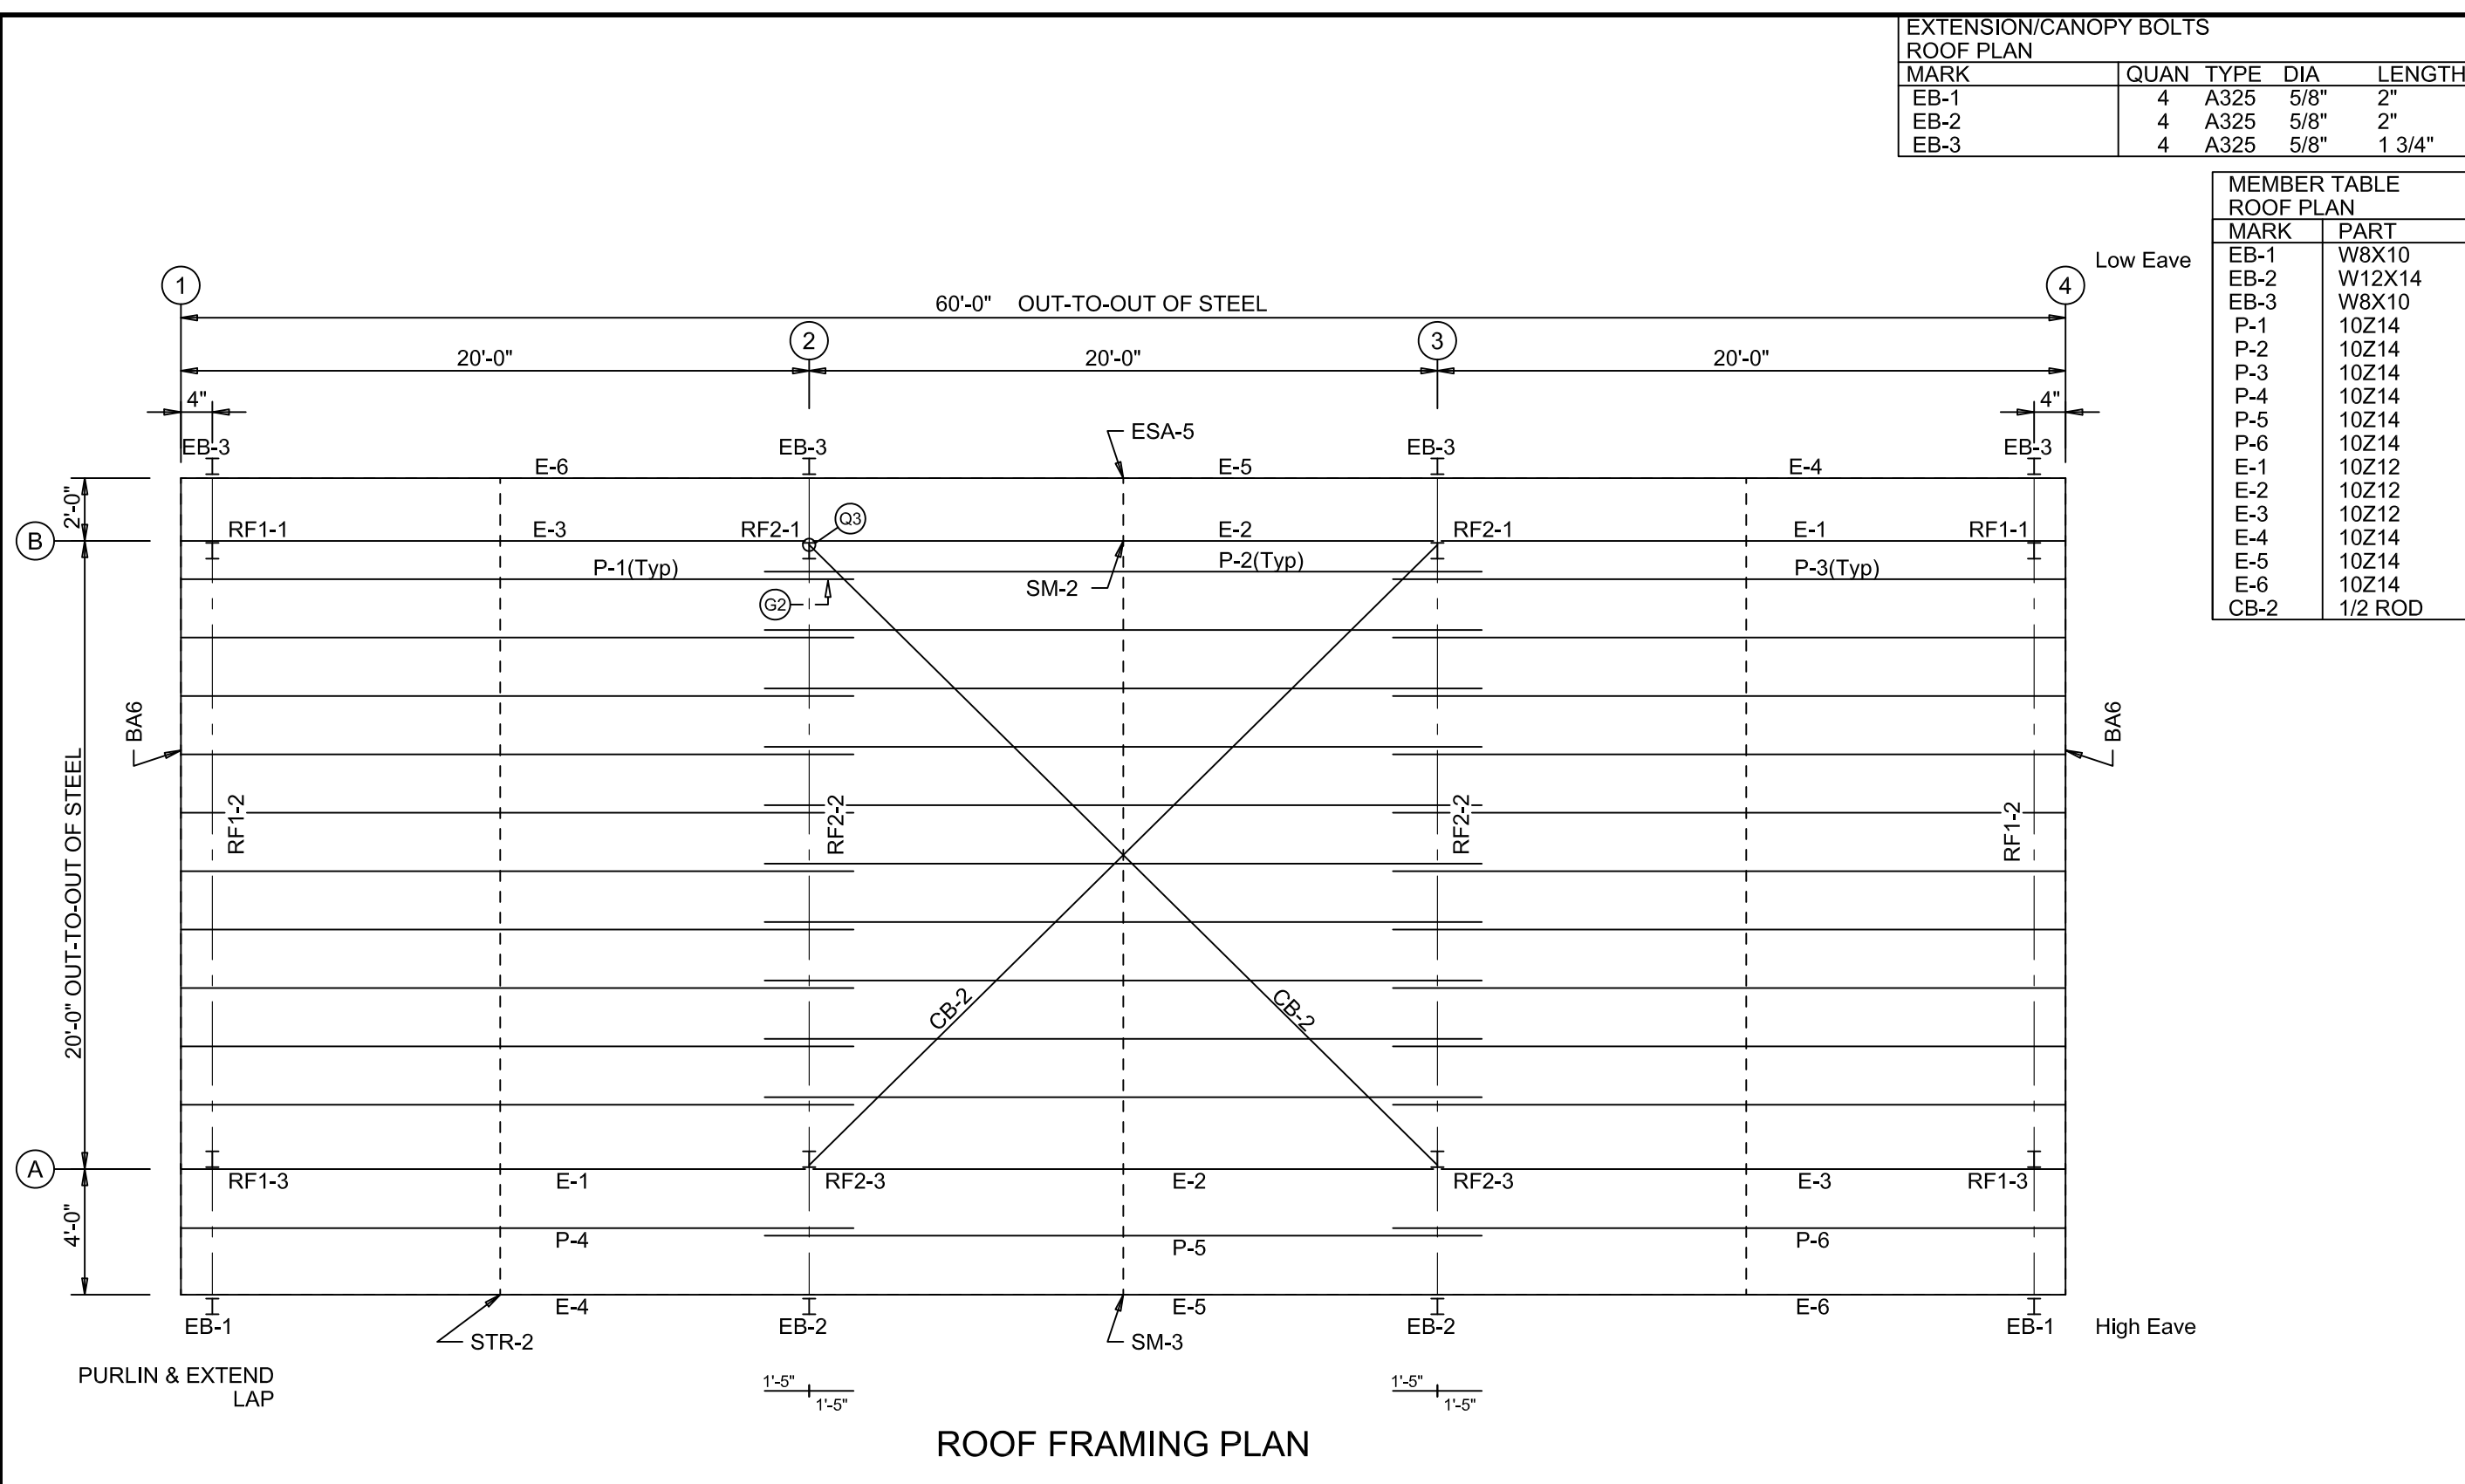 EXTENSION/CANOPY BOLTS
ROOF PLAN
MARK QUAN TYPE DIA LENGTH
EB-1 4 A325 5/8" 2"
EB-2 4 A325 5/8" 2"
EB-3 4 A325 5/8" 1 3/4"
MEMBER TABLE
ROOF PLAN
MARK PART
EB-1 W8X10
EB-2 W12X14
EB-3 W8X10
P-1 10Z14
P-2 10Z14
P-3 10Z14
P-4 10Z14
P-5 10Z14
P-6 10Z14
E-1 10Z12
E-2 10Z12
E-3 10Z12
E-4 10Z14
E-5 10Z14
E-6 10Z14
CB-2 1/2 ROD
Low Eave
1 4
60'-0" OUT-TO-OUT OF STEEL
2 3
20'-0" 20'-0" 20'-0"
4" 4"
ESA-5
EB-3 EB-3 EB-3 EB-3
E-6 E-5 E-4
2'-0"
Q3
B
RF1-1 E-3 RF2-1 E-2 RF2-1 E-1 RF1-1
P-1(Typ) P-2(Typ) P-3(Typ)
SM-2
G2
BA6 BA6
20'-0" OUT-TO-OUT OF STEEL
RF1-2 RF2-2 RF2-2 RF1-2
CB-2 CB-2
A
RF1-3 E-1 RF2-3 E-2 RF2-3 E-3 RF1-3
4'-0"
P-4 P-5 P-6
E-4 E-5 E-6
EB-1 EB-2 EB-2 EB-1 High Eave
STR-2 SM-3
PURLIN & EXTEND
LAP
1'-5" 1'-5"
1'-5" 1'-5"
ROOF FRAMING PLAN